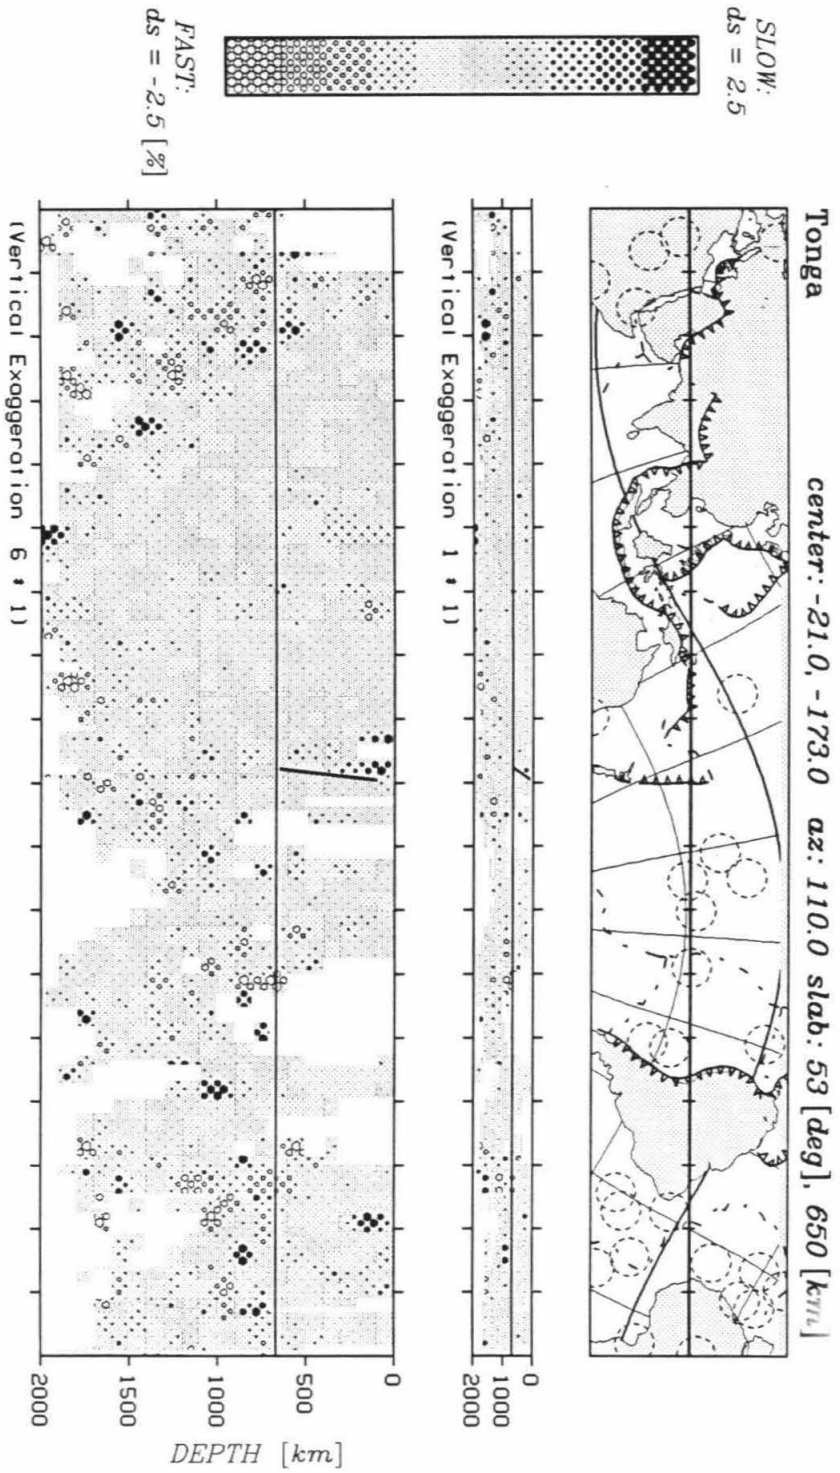 Tonga center: -21.0, -173.0 az: 110.0 slab: 53 [deg], 650 [km]
SLOW:
ds = 2.5
FAST:
ds = -2.5 [%]
0
1000
2000
(Vertical Exaggeration 1 * 1)
0
500
1000
1500
2000
DEPTH [km]
(Vertical Exaggeration 6 * 1)